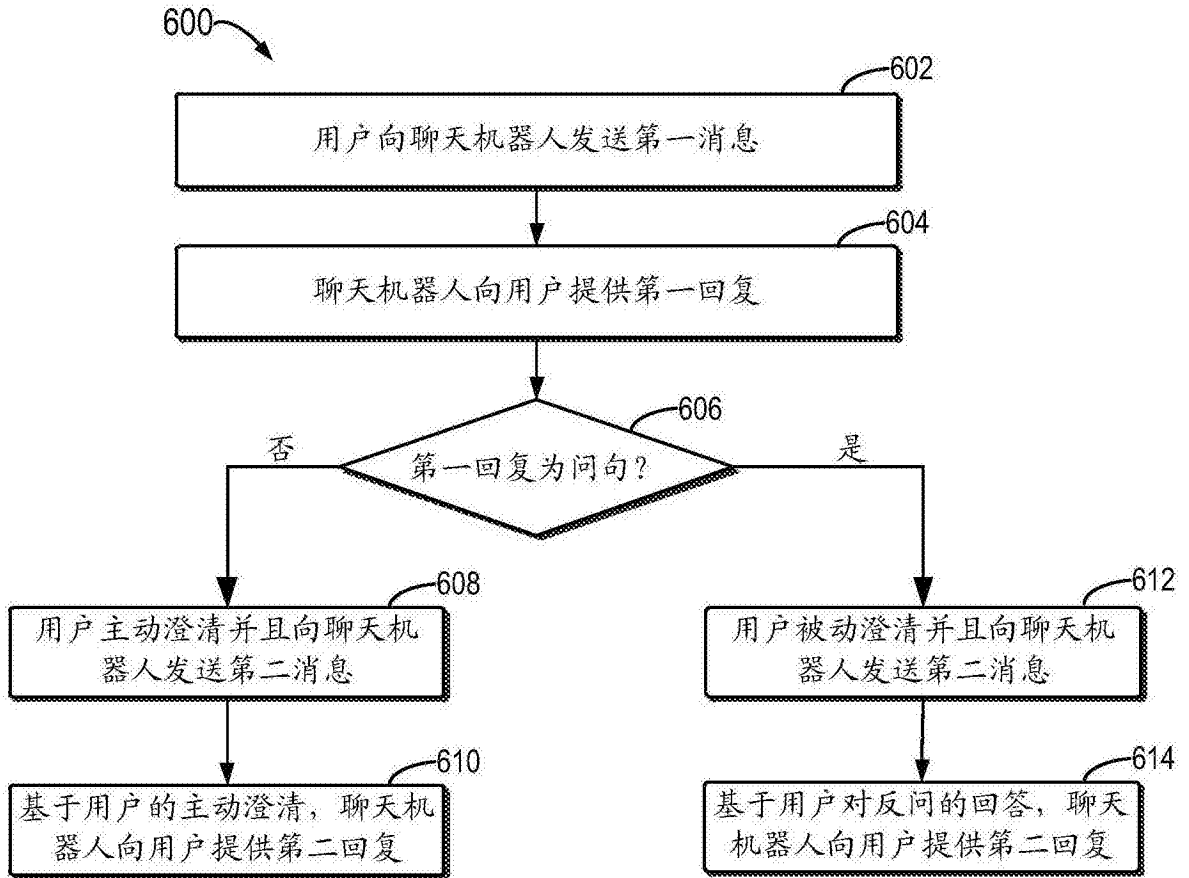 600
602
用户向聊天机器人发送第一消息
604
聊天机器人向用户提供第一回复
606
第一回复为问句?
否
是
608
用户主动澄清并且向聊天机
器人发送第二消息
612
用户被动澄清并且向聊天机
器人发送第二消息
610
基于用户的主动澄清,聊天机
器人向用户提供第二回复
614
基于用户对反问的回答,聊天
机器人向用户提供第二回复